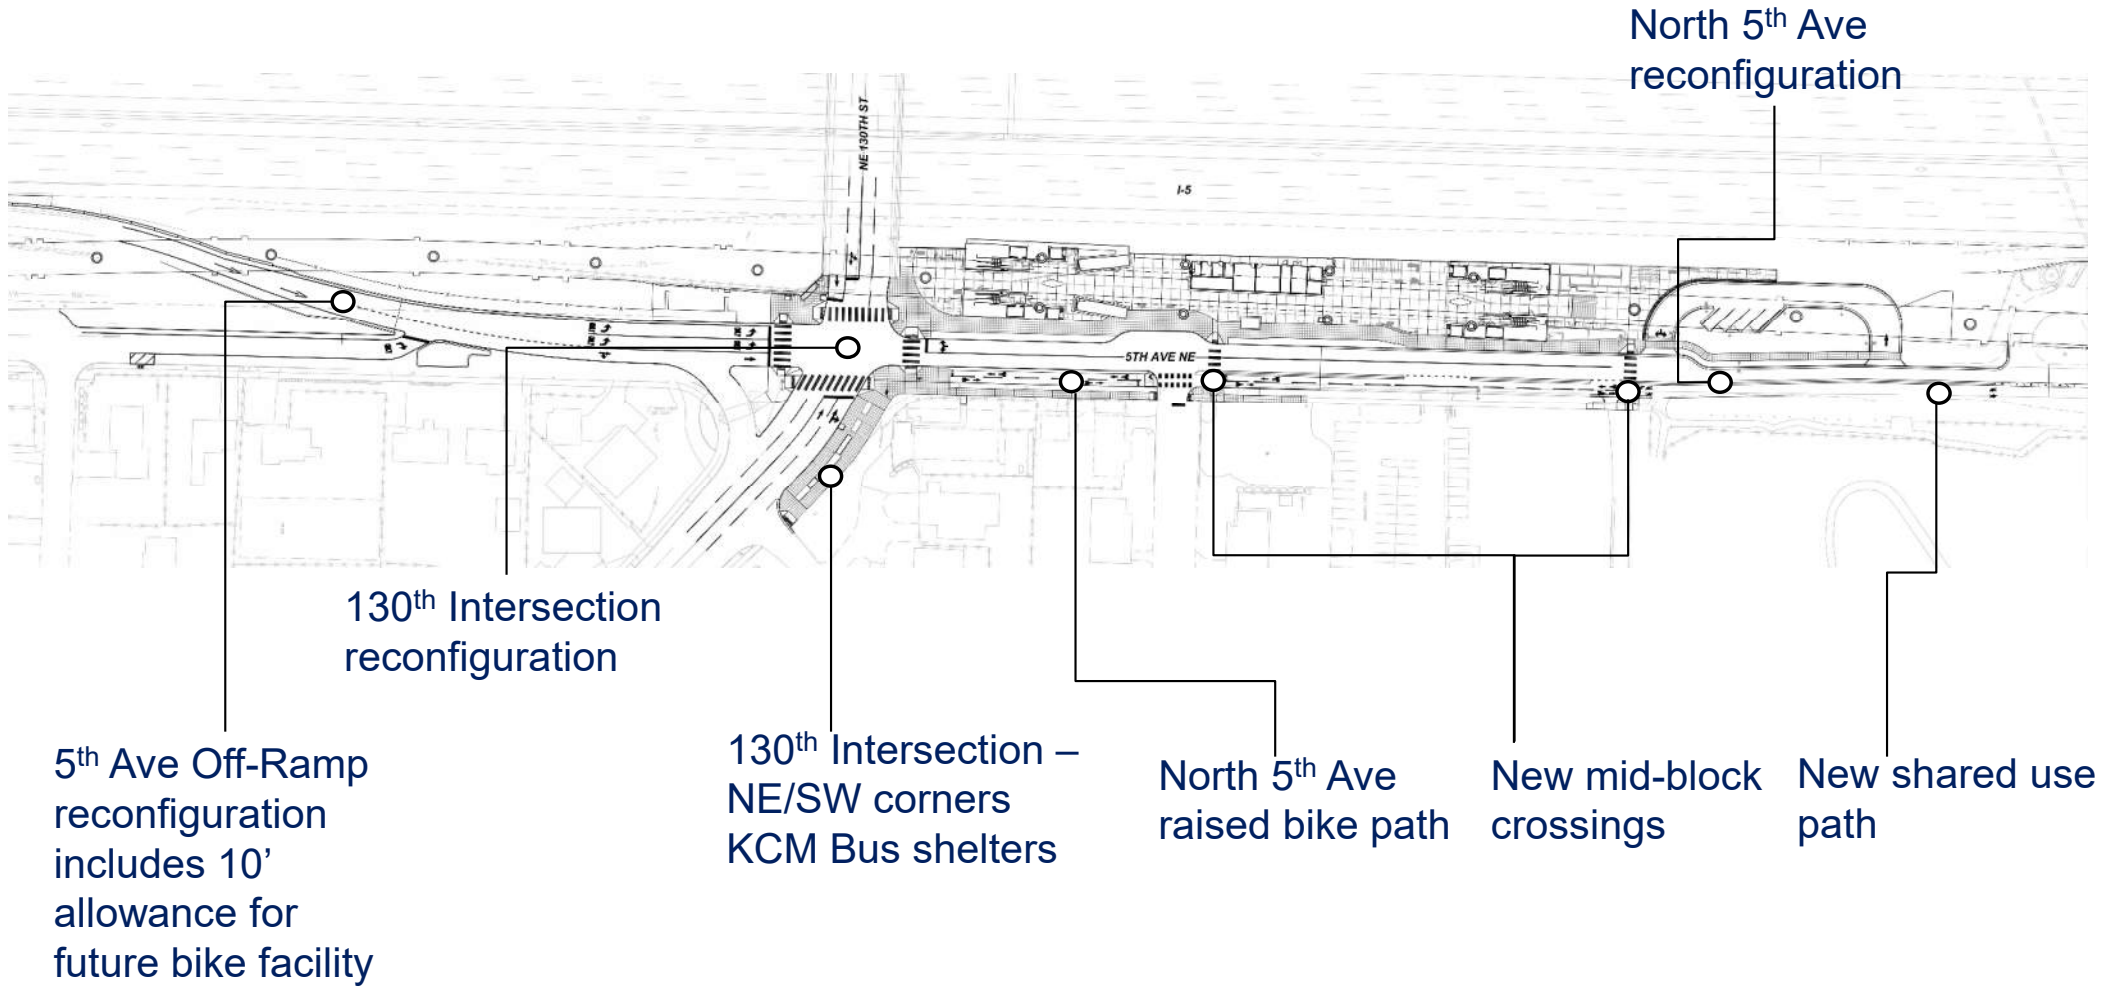 North 5th Ave
reconfiguration
NE 130TH ST
I-5
5TH AVE NE
130th Intersection
reconfiguration
5th Ave Off-Ramp
reconfiguration
includes 10’
allowance for
future bike facility
130th Intersection –
NE/SW corners
KCM Bus shelters
North 5th Ave
raised bike path
New mid-block
crossings
New shared use
path